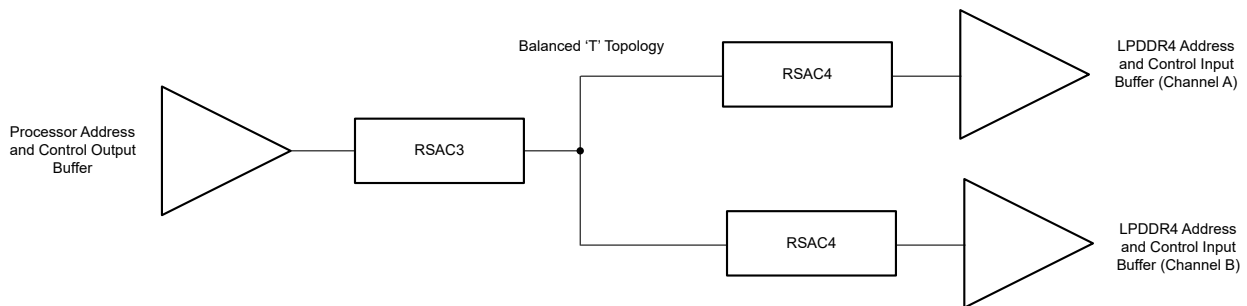 Balanced ‘T’ Topology
RSAC4
LPDDR4 Address
and Control Input
Buffer (Channel A)
Processor Address
and Control Output
Buffer
RSAC3
RSAC4
LPDDR4 Address
and Control Input
Buffer (Channel B)